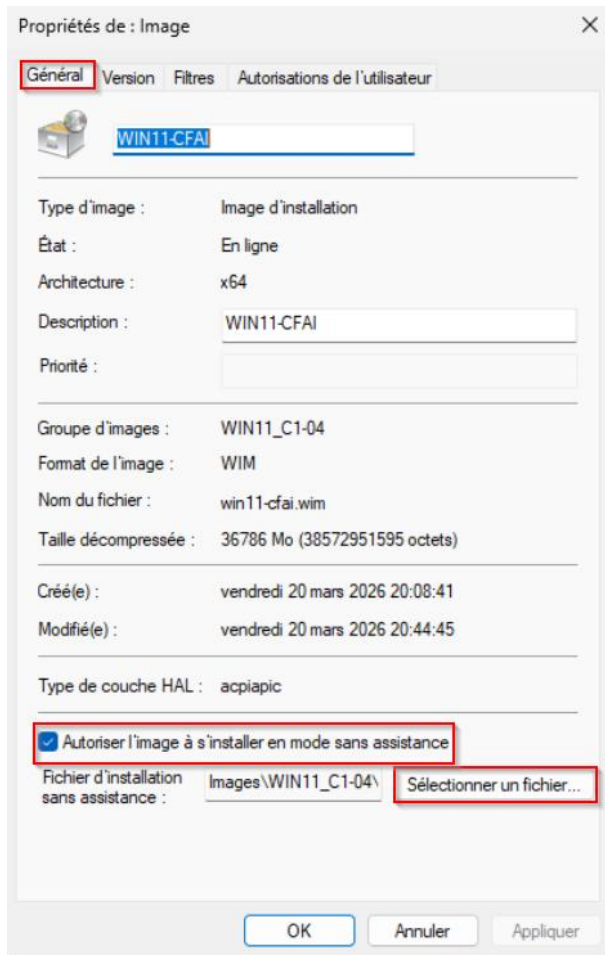 Propriétés de : Image
Général Version Filtres Autorisations de l'utilisateur
WIN11-CFAI
Type d'image : Image d'installation
État : En ligne
Architecture : x64
Description : WIN11-CFAI
Priorité :
Groupe d'images : WIN11_C1-04
Format de l'image : WIM
Nom du fichier : win11-cfai.wim
Taille décompressée : 36786 Mo (38572951595 octets)
Créé(e) : vendredi 20 mars 2026 20:08:41
Modifié(e) : vendredi 20 mars 2026 20:44:45
Type de couche HAL : acpiapic
Autoriser l'image à s'installer en mode sans assistance
Fichier d'installation
sans assistance : Images\WIN11_C1-04\ Sélectionner un fichier...
OK Annuler Appliquer